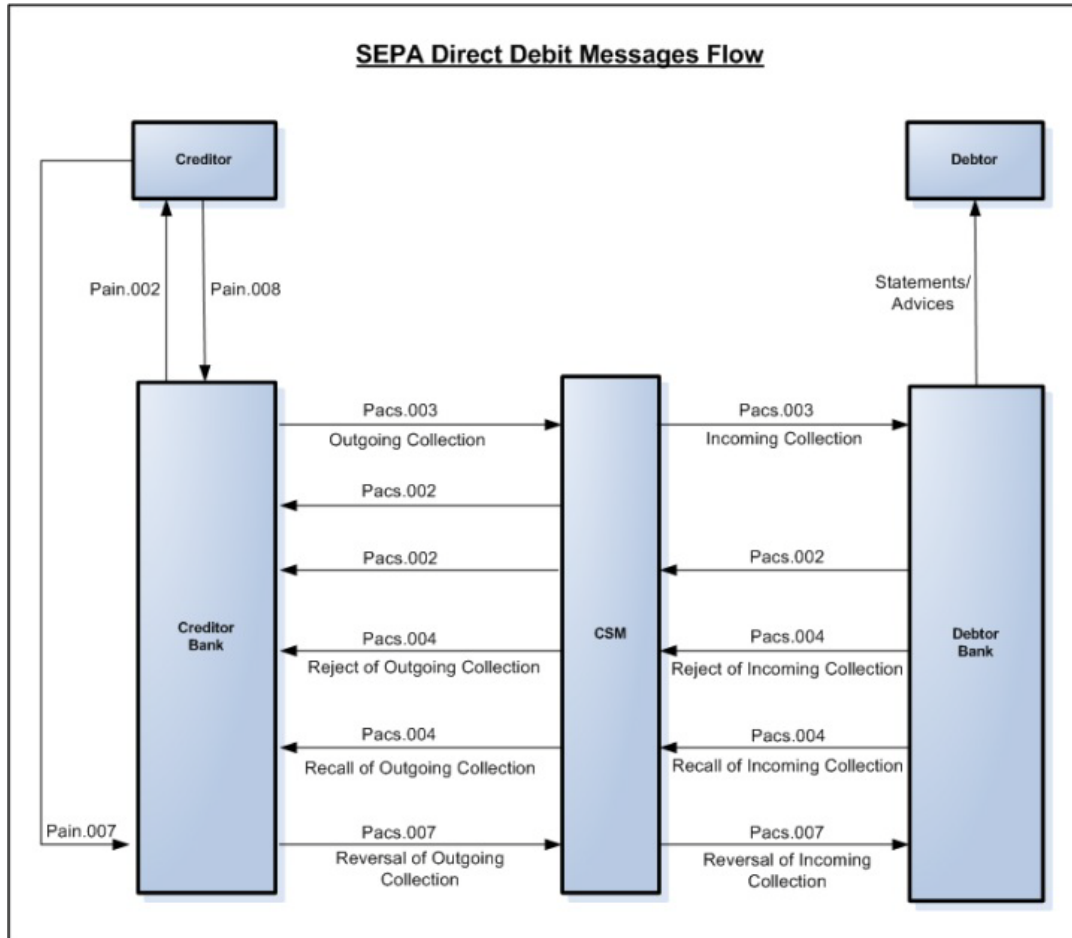 SEPA Direct Debit Messages Flow
Creditor
Debtor
Pain.002
Pain.008
Statements/
Advices
Pacs.003
Outgoing Collection
Pacs.003
Incoming Collection
Pacs.002
Pacs.002
Pacs.002
Creditor
Bank
CSM
Debtor
Bank
Pacs.004
Reject of Outgoing Collection
Pacs.004
Reject of Incoming Collection
Pacs.004
Recall of Outgoing Collection
Pacs.004
Recall of Incoming Collection
Pain.007
Pacs.007
Reversal of Outgoing
Collection
Pacs.007
Reversal of Incoming
Collection